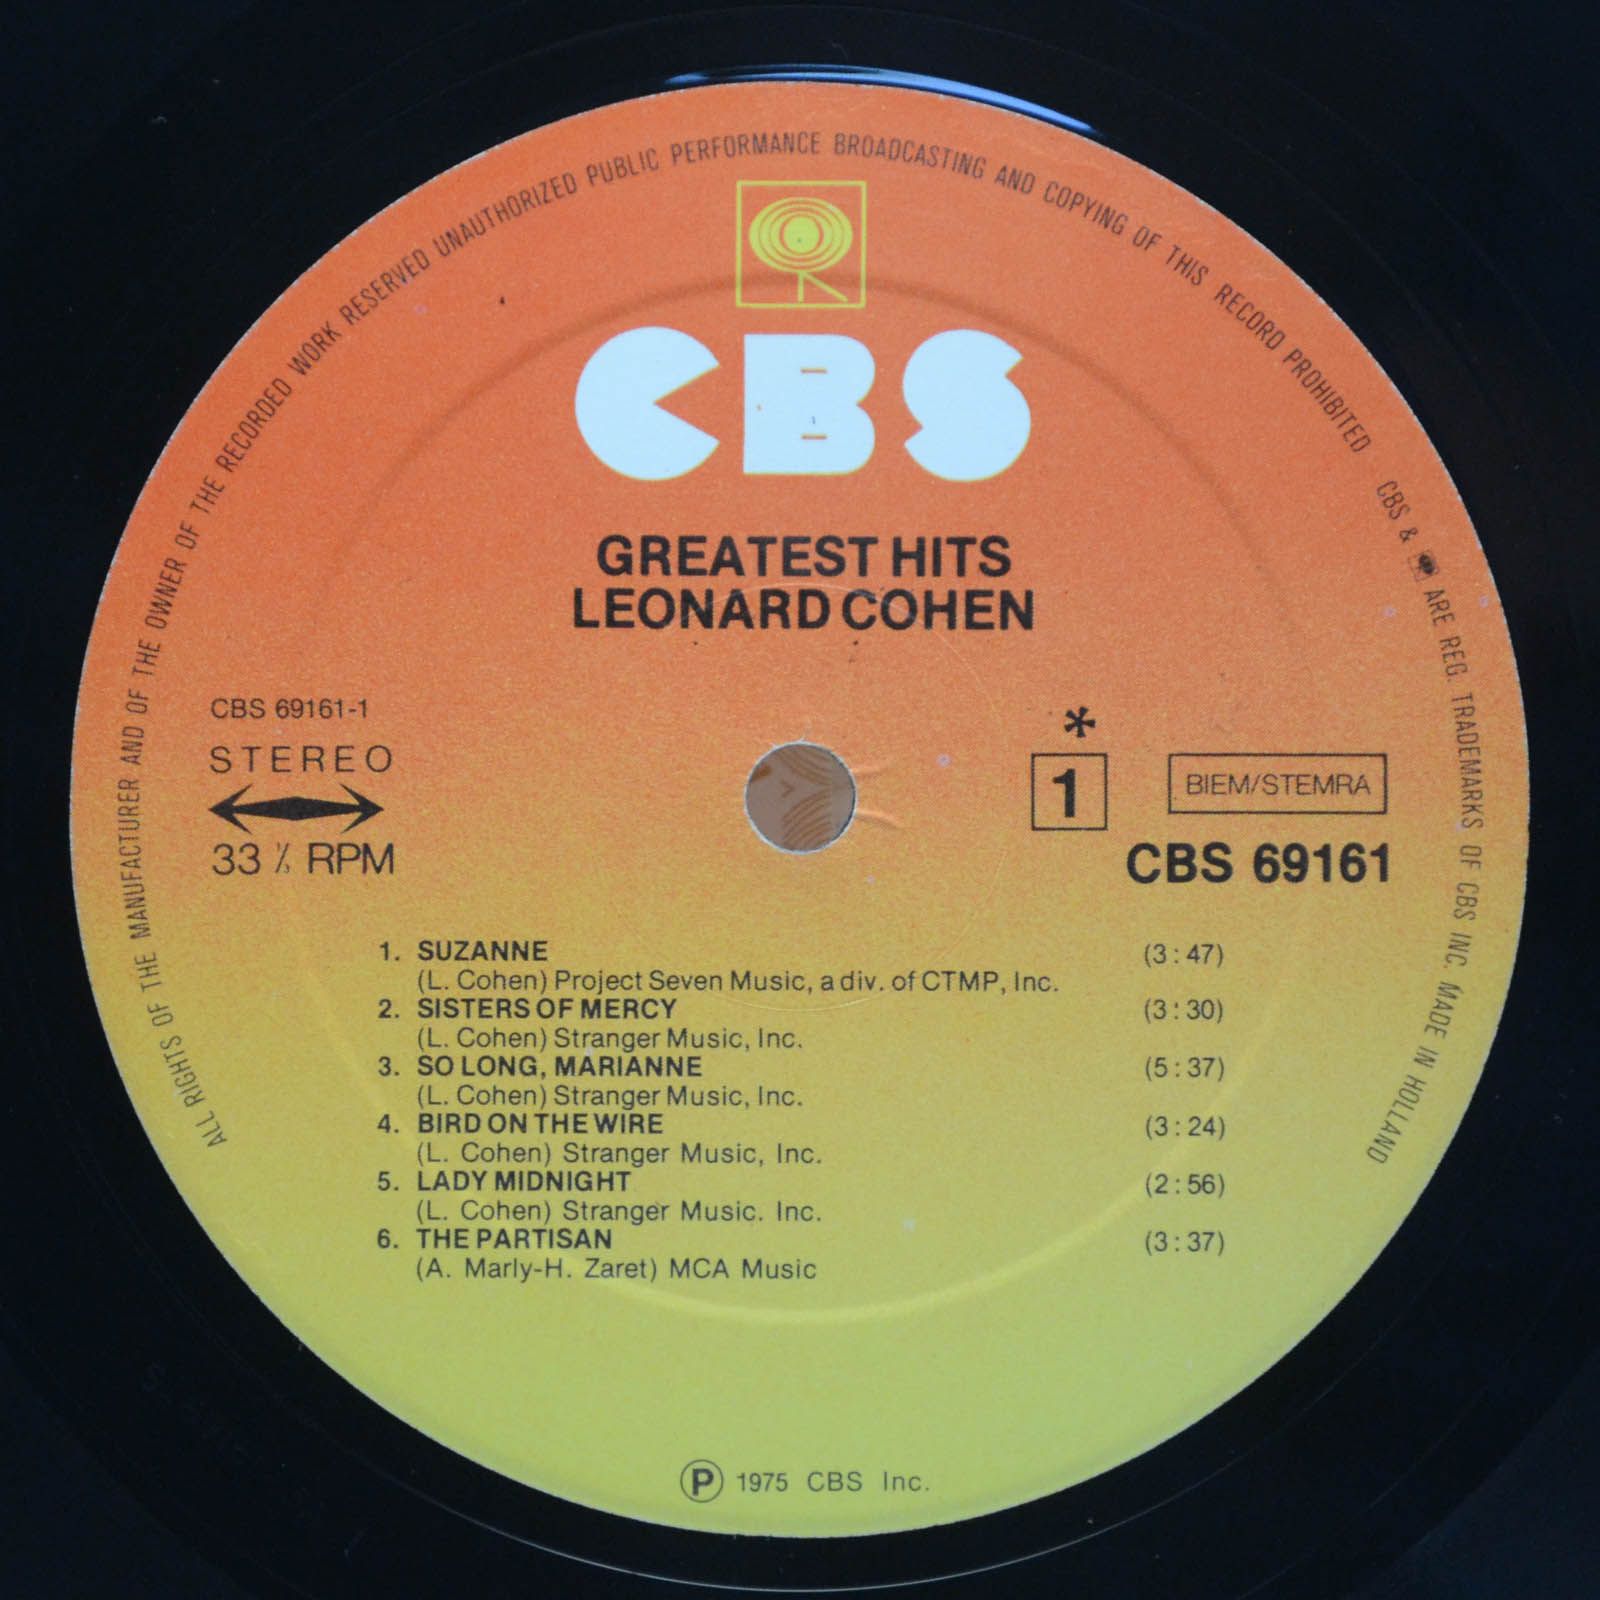 ALL RIGHTS OF THE MANUFACTURER AND OF THE OWNER OF THE RECORDED WORK RESERVED UNAUTHORIZED PUBLIC PERFORMANCE BROADCASTING AND COPYING OF THIS RECORD PROHIBITED CBS & ARE REG. TRADEMARKS OF CBS INC. MADE IN HOLLAND
CBS
GREATEST HITS
LEONARD COHEN
CBS 69161-1
STEREO
33 ⅓ RPM
*
1
BIEM/STEMRA
CBS 69161
1. SUZANNE (3:47)
(L. Cohen) Project Seven Music, a div. of CTMP, Inc.
2. SISTERS OF MERCY (3:30)
(L. Cohen) Stranger Music, Inc.
3. SO LONG, MARIANNE (5:37)
(L. Cohen) Stranger Music, Inc.
4. BIRD ON THE WIRE (3:24)
(L. Cohen) Stranger Music, Inc.
5. LADY MIDNIGHT (2:56)
(L. Cohen) Stranger Music. Inc.
6. THE PARTISAN (3:37)
(A. Marly-H. Zaret) MCA Music
Ⓟ 1975 CBS Inc.